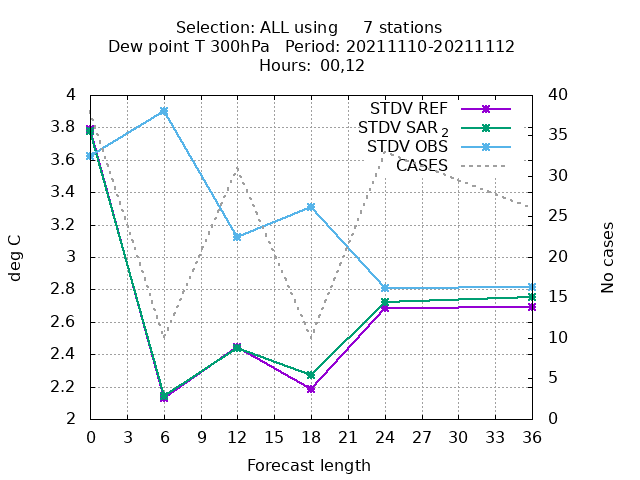 Selection: ALL using     7 stations
Dew point T 300hPa   Period: 20211110-20211112
Hours: 00,12
STDV REF
STDV SAR2
STDV OBS
CASES
4
3.8
3.6
3.4
3.2
3
2.8
2.6
2.4
2.2
2
40
35
30
25
20
15
10
5
0
0 3 6 9 12 15 18 21 24 27 30 33 36
deg C
No cases
Forecast length